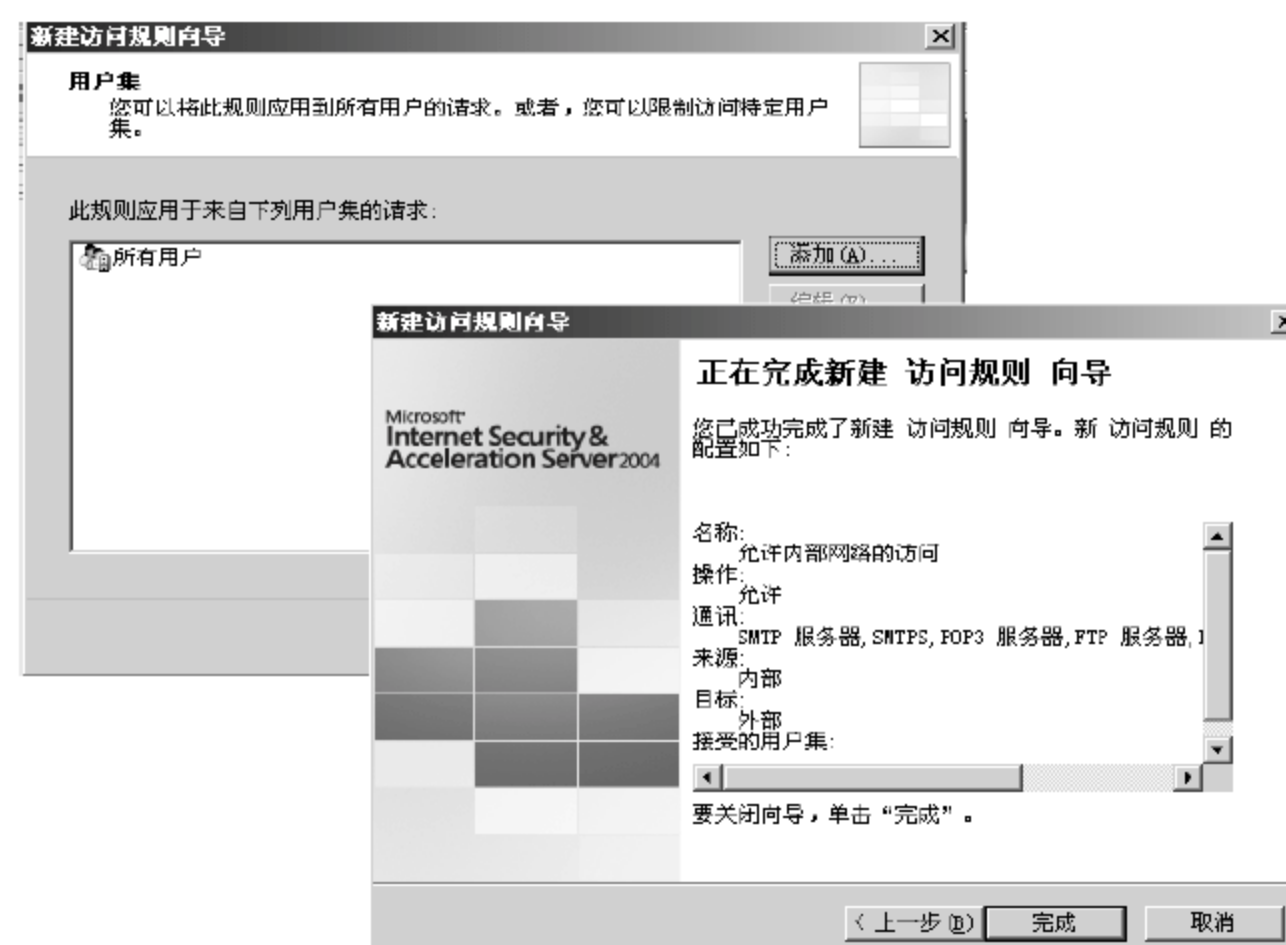 新建访问规则向导
用户集
您可以将此规则应用到所有用户的请求。或者，您可以限制访问特定用户
集。
此规则应用于来自下列用户集的请求:
所有用户
添加(A)...
编辑(E)...
新建访问规则向导
Microsoft
Internet Security &
Acceleration Server 2004
正在完成新建 访问规则 向导
您已成功完成了新建 访问规则 向导。新 访问规则 的
配置如下:
名称:
允许内部网络的访问
操作:
允许
通讯:
SMTP 服务器,SMTPS,POP3 服务器,FTP 服务器,
来源:
内部
目标:
外部
接受的用户集:
要关闭向导，单击“完成”。
< 上一步(B)
完成
取消